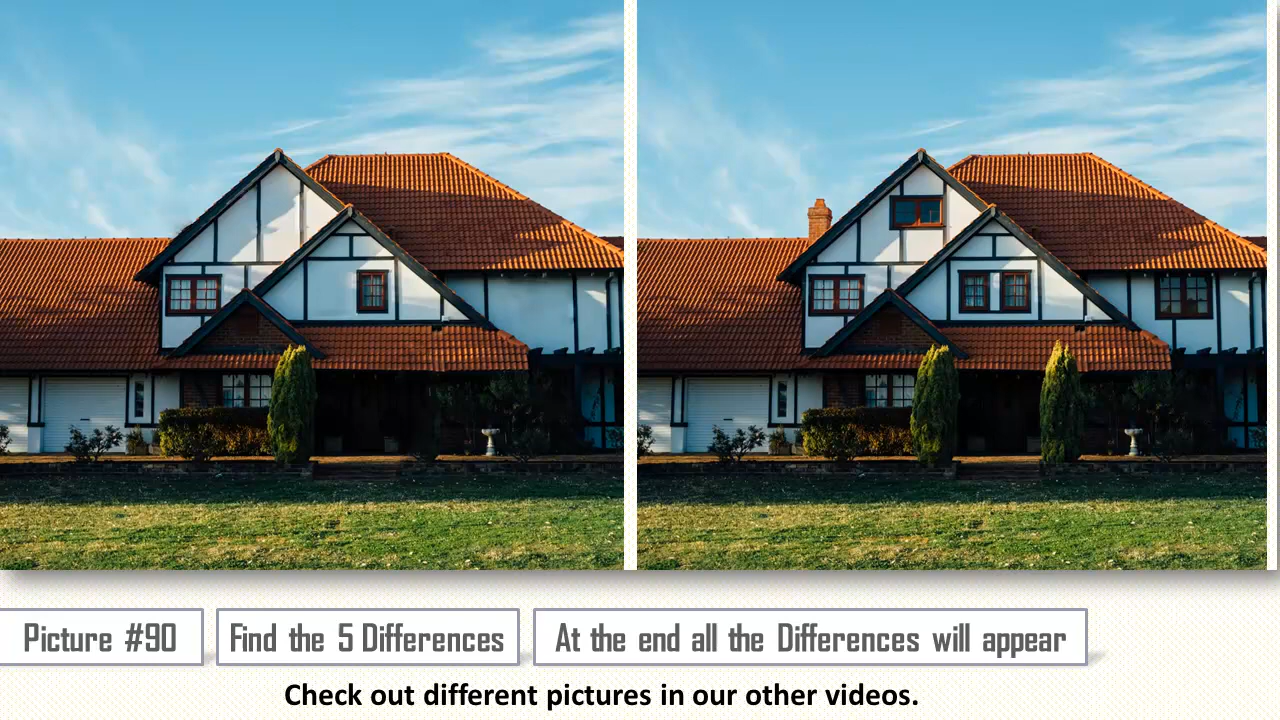 Picture #90
Find the 5 Differences
At the end all the Differences will appear
Check out different pictures in our other videos.